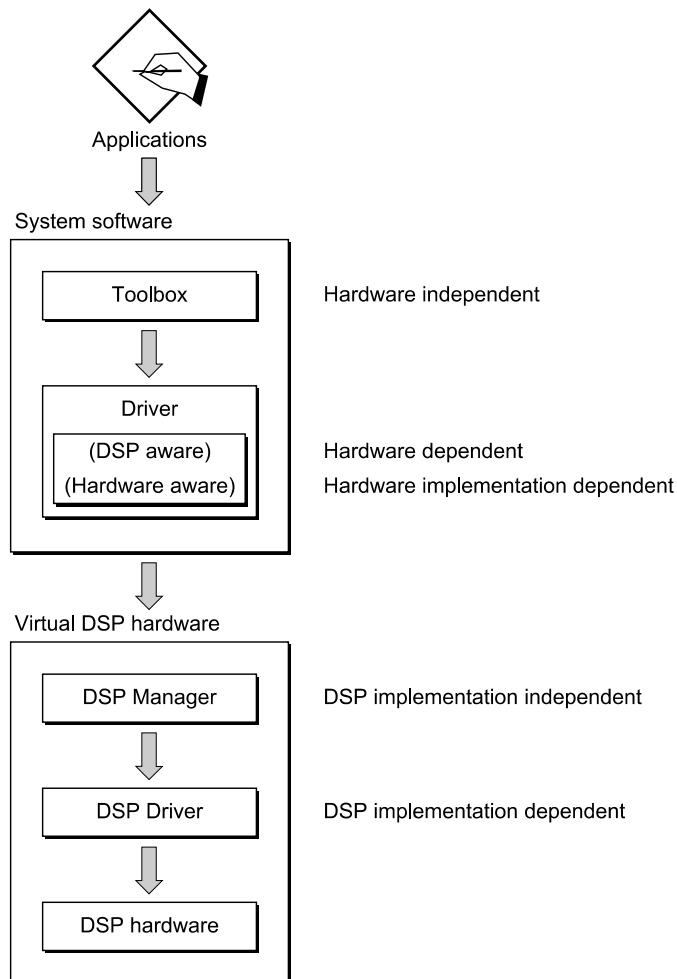 Applications
System software
Toolbox
Hardware independent
Driver
(DSP aware)
Hardware dependent
(Hardware aware)
Hardware implementation dependent
Virtual DSP hardware
DSP Manager
DSP implementation independent
DSP Driver
DSP implementation dependent
DSP hardware